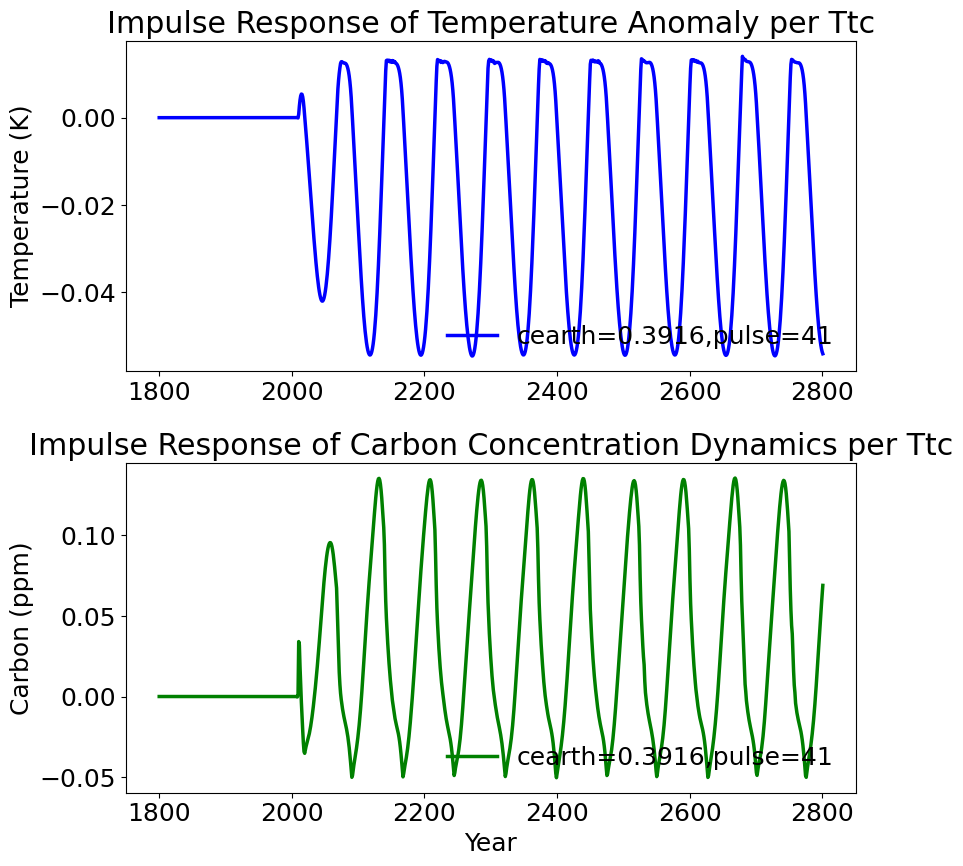 Impulse Response of Temperature Anomaly per Ttc
Temperature (K)
0.00
−0.02
−0.04
cearth=0.3916,pulse=41
1800 2000 2200 2400 2600 2800
Impulse Response of Carbon Concentration Dynamics per Ttc
Carbon (ppm)
0.10
0.05
0.00
−0.05
cearth=0.3916,pulse=41
1800 2000 2200 2400 2600 2800
Year